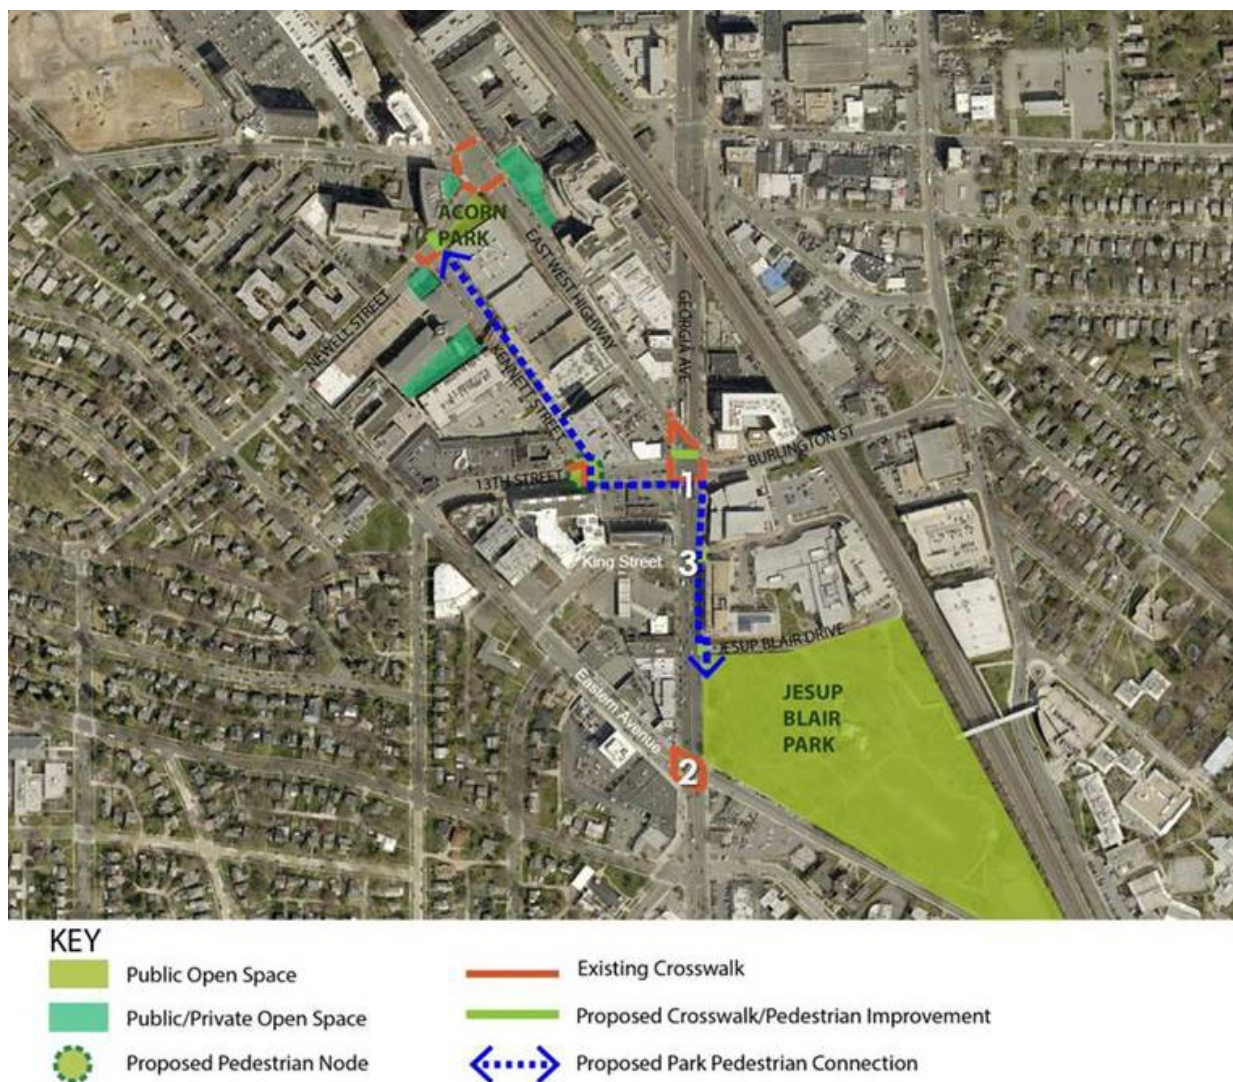 ACORN
PARK
EAST WEST HIGHWAY
GEORGIA AVE
NEWELL STREET
KENNETT STREET
BURLINGTON ST
13TH STREET
1
King Street
3
JESUP BLAIR DRIVE
JESUP
BLAIR
PARK
Eastern Avenue
2
KEY
Public Open Space
Existing Crosswalk
Public/Private Open Space
Proposed Crosswalk/Pedestrian Improvement
Proposed Pedestrian Node
Proposed Park Pedestrian Connection